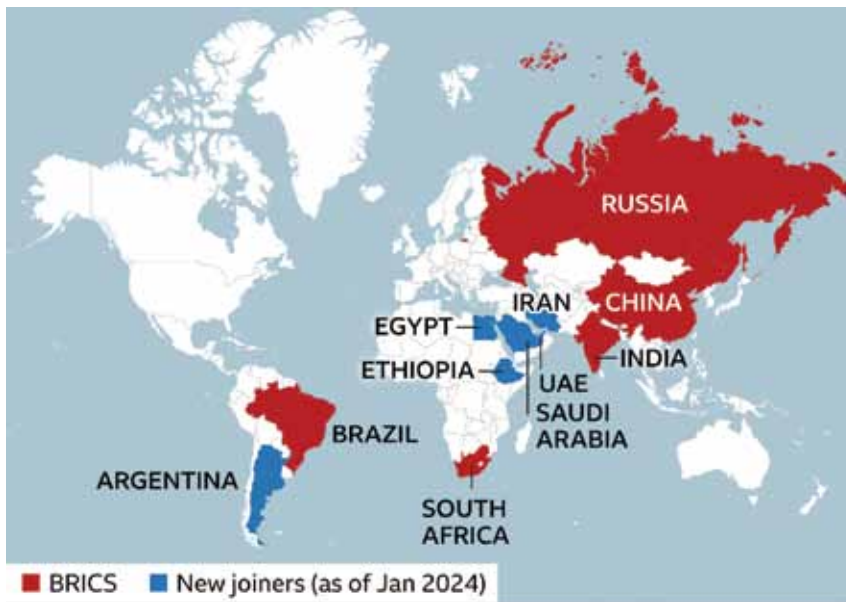 RUSSIA
IRAN
CHINA
EGYPT
INDIA
ETHIOPIA
UAE
SAUDI
ARABIA
BRAZIL
ARGENTINA
SOUTH
AFRICA
BRICS
New joiners (as of Jan 2024)